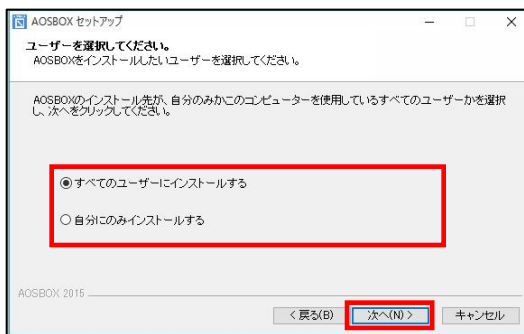 AOSBOX セットアップ
ユーザーを選択してください。
AOSBOXをインストールしたいユーザーを選択してください。
AOSBOXのインストール先が、自分のみかこのコンピューターを使用しているすべてのユーザーかを選択
し、次へをクリックしてください。
すべてのユーザーにインストールする
自分にのみインストールする
AOSBOX 2015
< 戻る(B) 次へ(N) > キャンセル